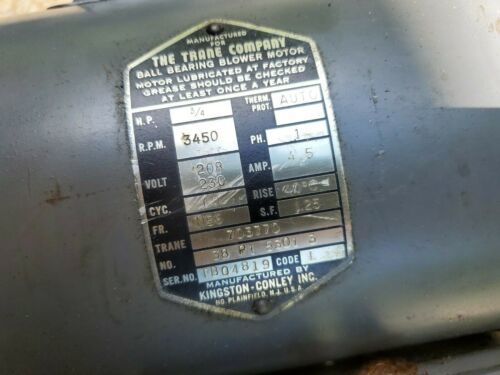 MANUFACTURED
FOR
THE TRANE COMPANY
BALL BEARING BLOWER MOTOR
MOTOR LUBRICATED AT FACTORY
GREASE SHOULD BE CHECKED
AT LEAST ONCE A YEAR
H.P. 3/4 THERM. PROT. AUTO
R.P.M. 3450 PH. 1
VOLT 208 230 AMP.
CYC. RISE
FR. S.F. 1.25
TRANE 703770
NO.
SER.NO. CODE
MANUFACTURED BY
KINGSTON-CONLEY INC.
NO. PLAINFIELD, N.J. U.S.A.